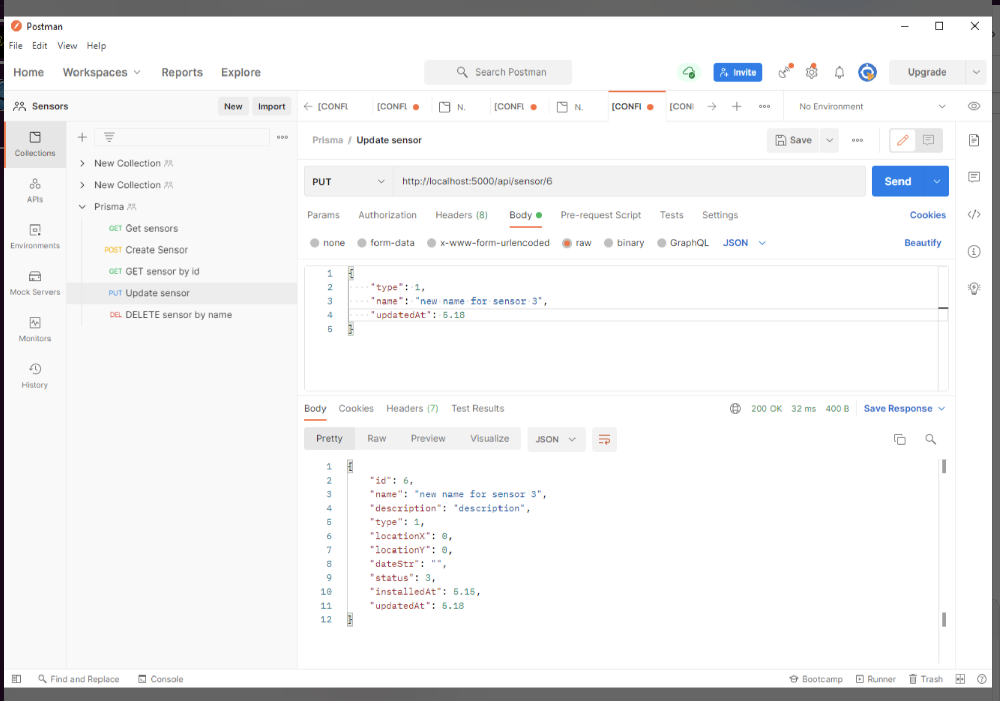 Postman
File Edit View Help
Home Workspaces Reports Explore Search Postman Invite Upgrade
Sensors New Import [CONFL [CONFL N. [CONFL N. [CONFI [CONI No Environment
Collections
APIs
Environments
Mock Servers
Monitors
History
New Collection
New Collection
Prisma
GET Get sensors
POST Create Sensor
GET GET sensor by id
PUT Update sensor
DEL DELETE sensor by name
Prisma / Update sensor Save
PUT http://localhost:5000/api/sensor/6 Send
Params Authorization Headers (8) Body Pre-request Script Tests Settings Cookies
none form-data x-www-form-urlencoded raw binary GraphQL JSON Beautify
1 {
2 "type": 1,
3 "name": "new name for sensor 3",
4 "updatedAt": 5.18
5 }
Body Cookies Headers (7) Test Results 200 OK 32 ms 400 B Save Response
Pretty Raw Preview Visualize JSON
1 {
2 "id": 6,
3 "name": "new name for sensor 3",
4 "description": "description",
5 "type": 1,
6 "locationX": 0,
7 "locationY": 0,
8 "dateStr": "",
9 "status": 3,
10 "installedAt": 5.15,
11 "updatedAt": 5.18
12 }
Find and Replace Console Bootcamp Runner Trash